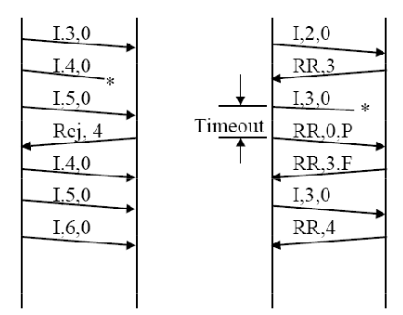 I,3,0
I,4,0
*
I,5,0
Rej, 4
I,4,0
I,5,0
I,6,0
I,2,0
RR,3
I,3,0
*
Timeout
RR,0.P
RR,3.F
I,3,0
RR,4